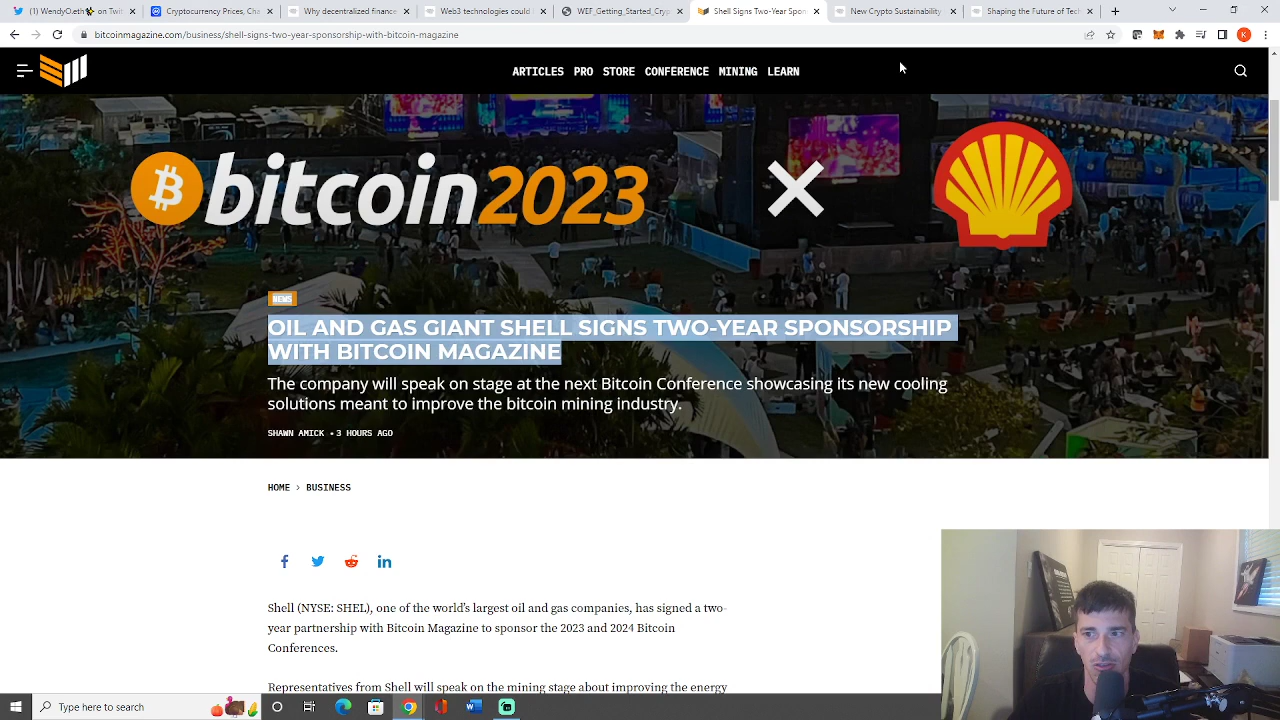 (1) WendyOeth on Twit
Cryptocurrency Prices, Cha
Why decentralized finance
Web3 technologies could
WEF_Getting_Started_Cryp
Shell Signs Two-Year Spon
New Crypto Sustainability
Shaping the Future of Tech
bitcoinmagazine.com/business/shell-signs-two-year-sponsorship-with-bitcoin-magazine
K
ARTICLES PRO STORE CONFERENCE MINING LEARN
bitcoin2023
NEWS
OIL AND GAS GIANT SHELL SIGNS TWO-YEAR SPONSORSHIP
WITH BITCOIN MAGAZINE
The company will speak on stage at the next Bitcoin Conference showcasing its new cooling
solutions meant to improve the bitcoin mining industry.
SHAWN AMICK • 3 HOURS AGO
HOME > BUSINESS
Shell (NYSE: SHEL), one of the world's largest oil and gas companies, has signed a two-
year partnership with Bitcoin Magazine to sponsor the 2023 and 2024 Bitcoin
Conferences.
Representatives from Shell will speak on the mining stage about improving the energy
Type here to search